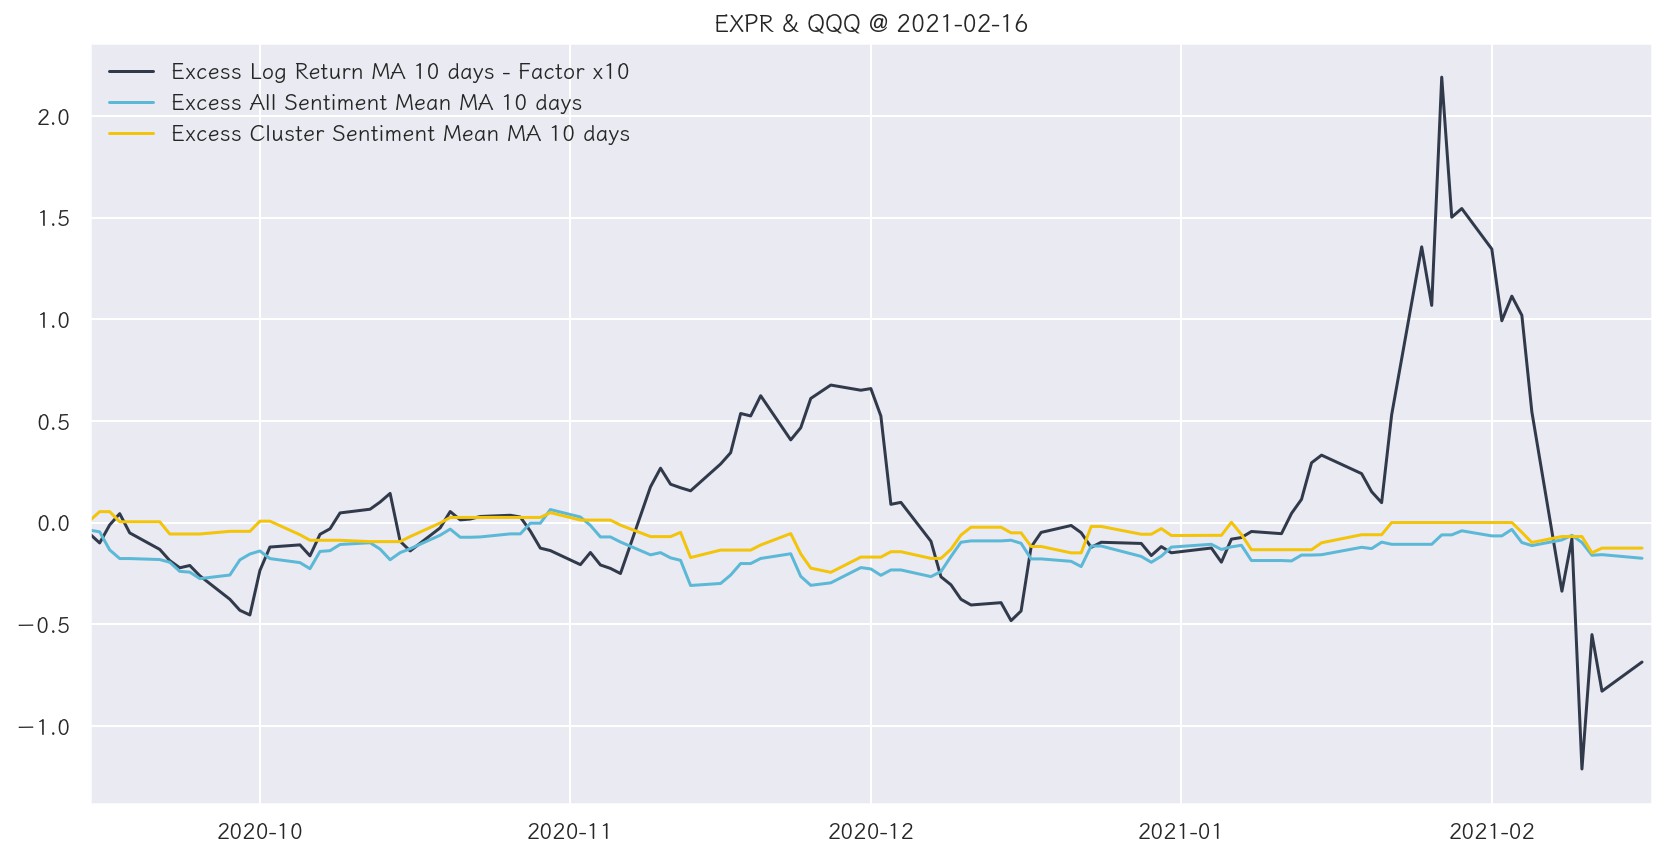 EXPR & QQQ @ 2021-02-16
Excess Log Return MA 10 days - Factor x10
Excess All Sentiment Mean MA 10 days
Excess Cluster Sentiment Mean MA 10 days
2.0
1.5
1.0
0.5
0.0
−0.5
−1.0
2020-10 2020-11 2020-12 2021-01 2021-02